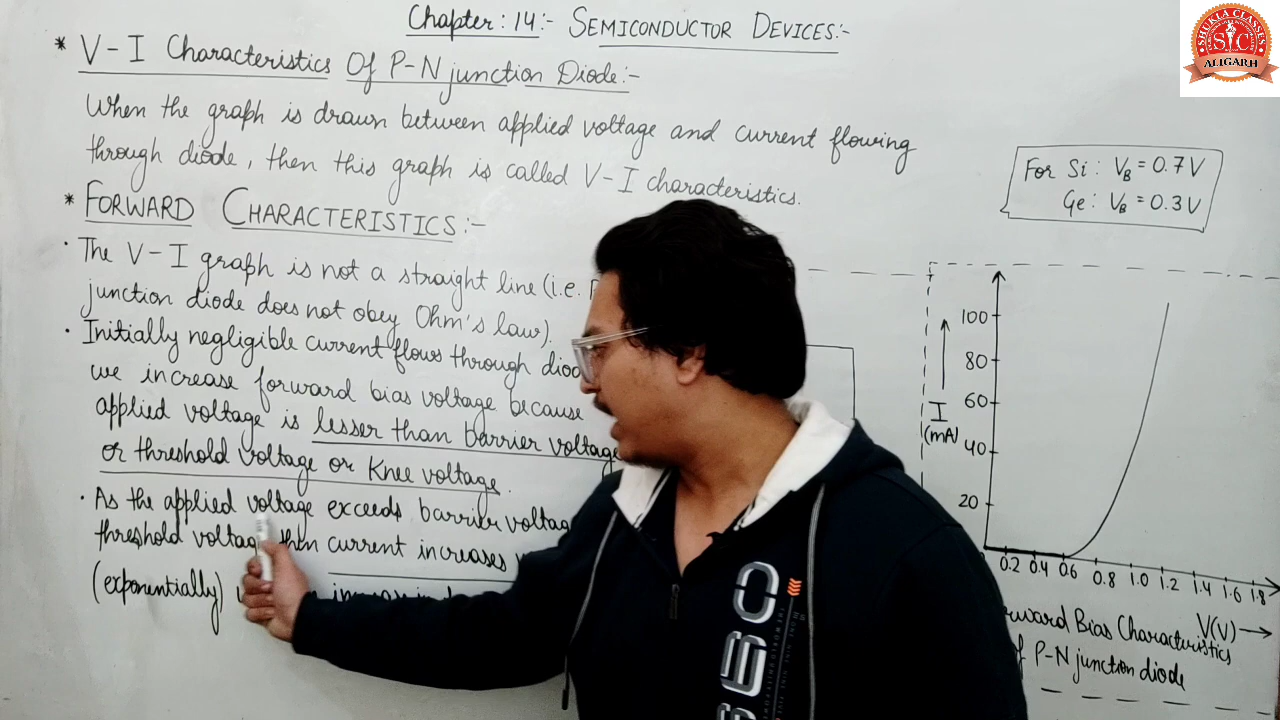 Chapter: 14:- SEMICONDUCTOR DEVICES:-
* V-I Characteristics Of P-N junction Diode:-
When the graph is drawn between applied voltage and current flowing
through diode, then this graph is called V-I characteristics.
* FORWARD CHARACTERISTICS:-
· The V-I graph is not a straight line (i.e.
junction diode does not obey Ohm's law).
· Initially negligible current flows through
we increase forward bias voltage because
applied voltage is lesser than barrier voltage
or threshold voltage or Knee voltage.
· As the applied voltage exceeds barrier
threshold then current increases
(exponentially)
For Si: VB = 0.7V
Ge: VB = 0.3V
100
80
60
40
20
I
(mA)
0.2 0.4 0.6 0.8 1.0 1.2 1.4 1.6 1.8
V(V)
Bias Characteristics
P-N junction diode
SHUKLA CLASSES
SC
ALIGARH